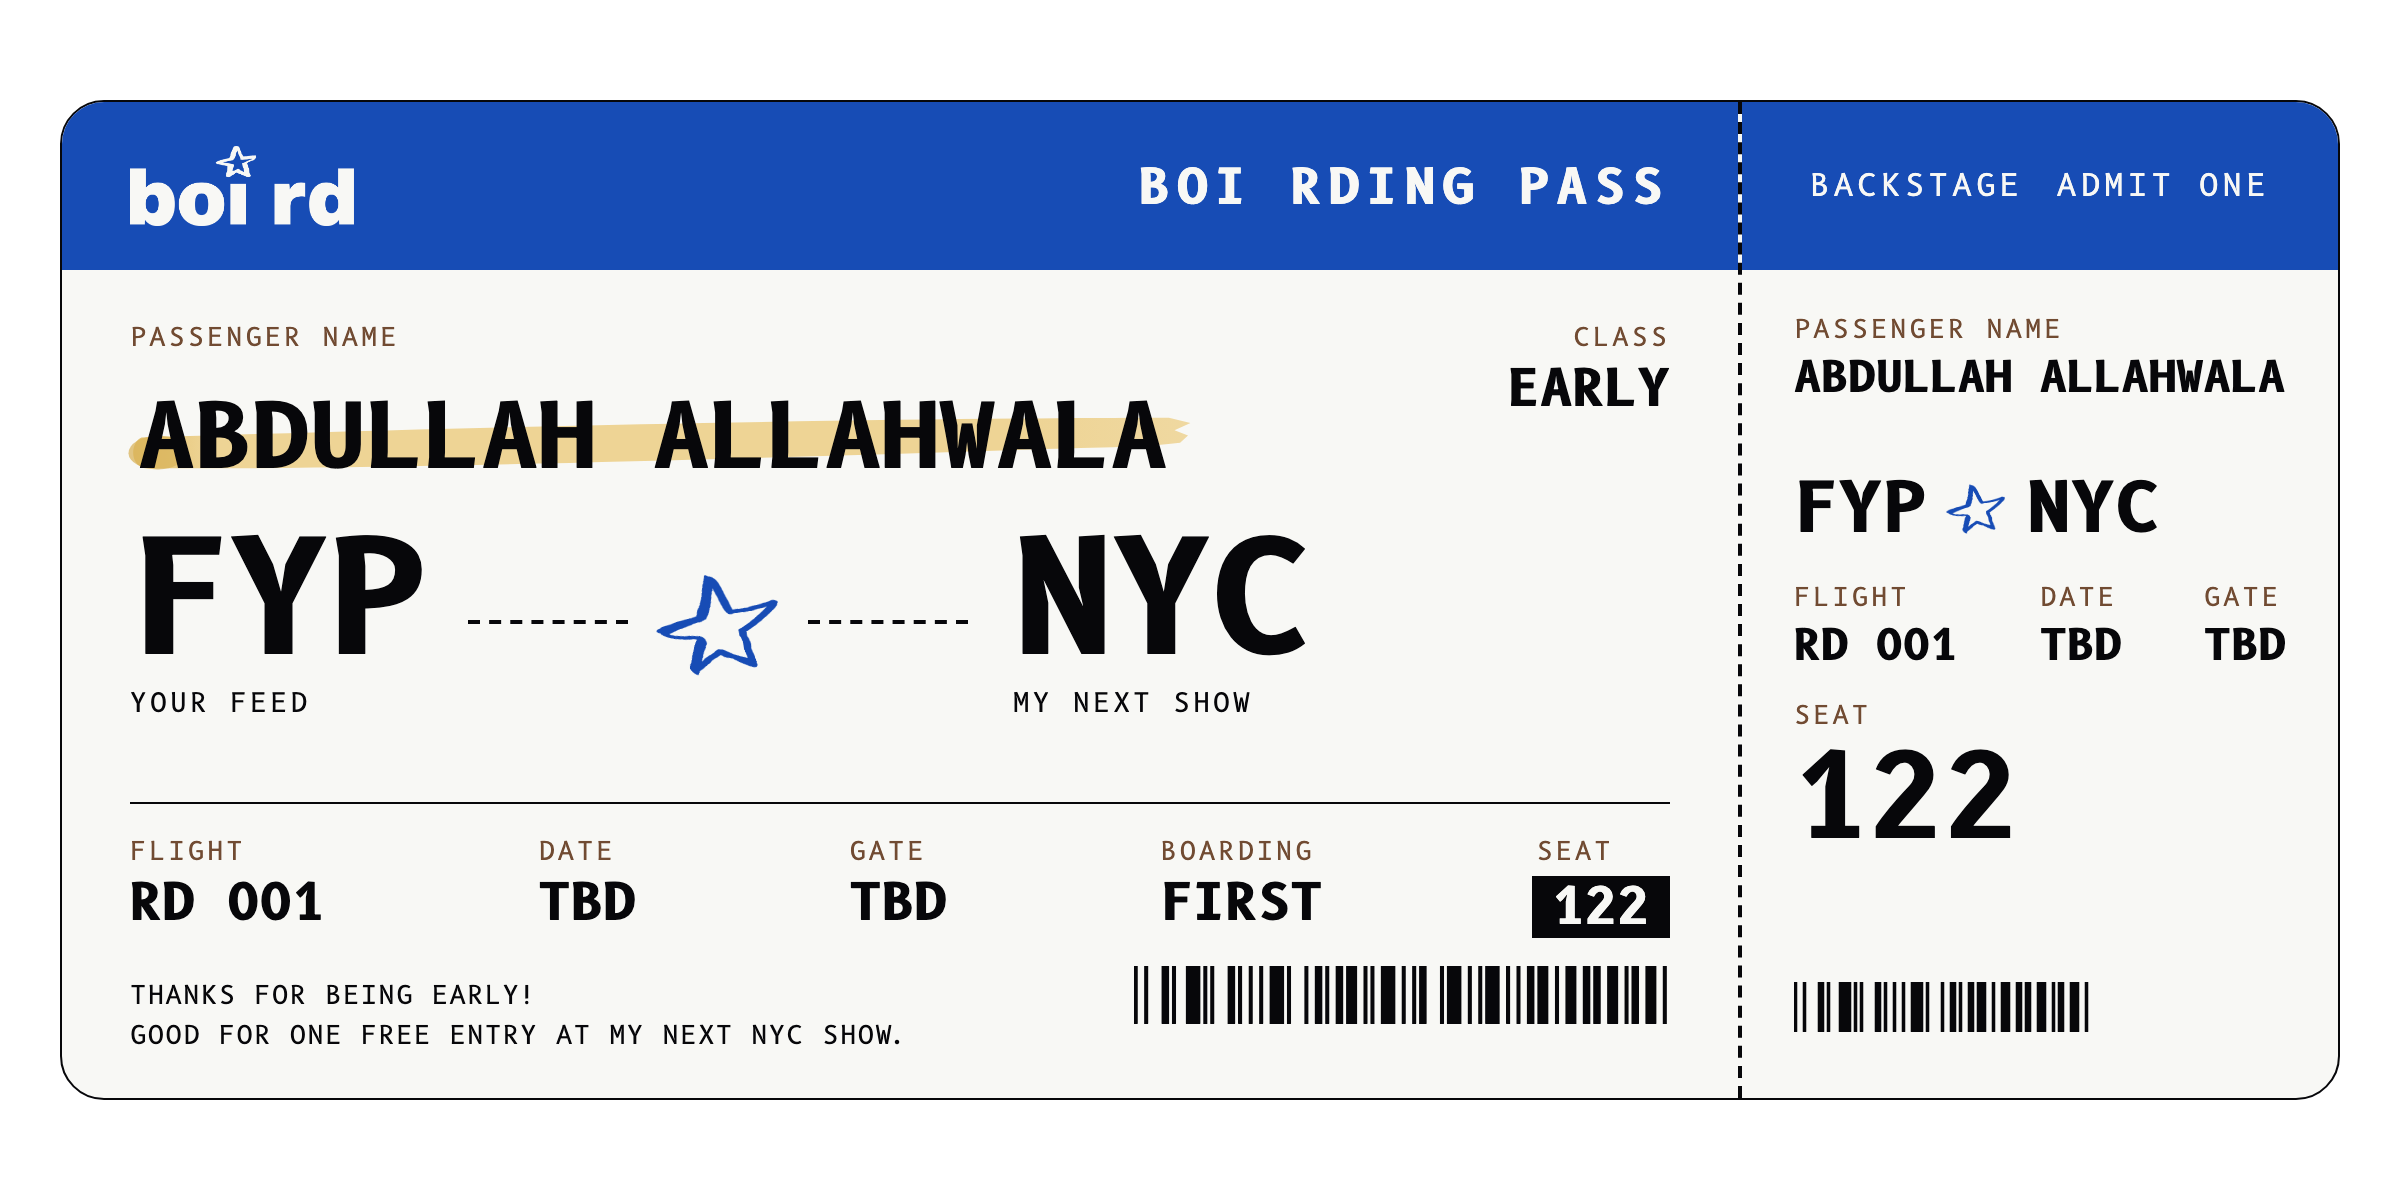 boi rd
BOI RDING PASS
PASSENGER NAME
CLASS
ABDULLAH ALLAHWALA
EARLY
FYP NYC
YOUR FEED
MY NEXT SHOW
FLIGHT DATE GATE BOARDING SEAT
RD 001 TBD TBD FIRST 122
THANKS FOR BEING EARLY!
GOOD FOR ONE FREE ENTRY AT MY NEXT NYC SHOW.
BACKSTAGE ADMIT ONE
PASSENGER NAME
ABDULLAH ALLAHWALA
FYP NYC
FLIGHT DATE GATE
RD 001 TBD TBD
SEAT
122